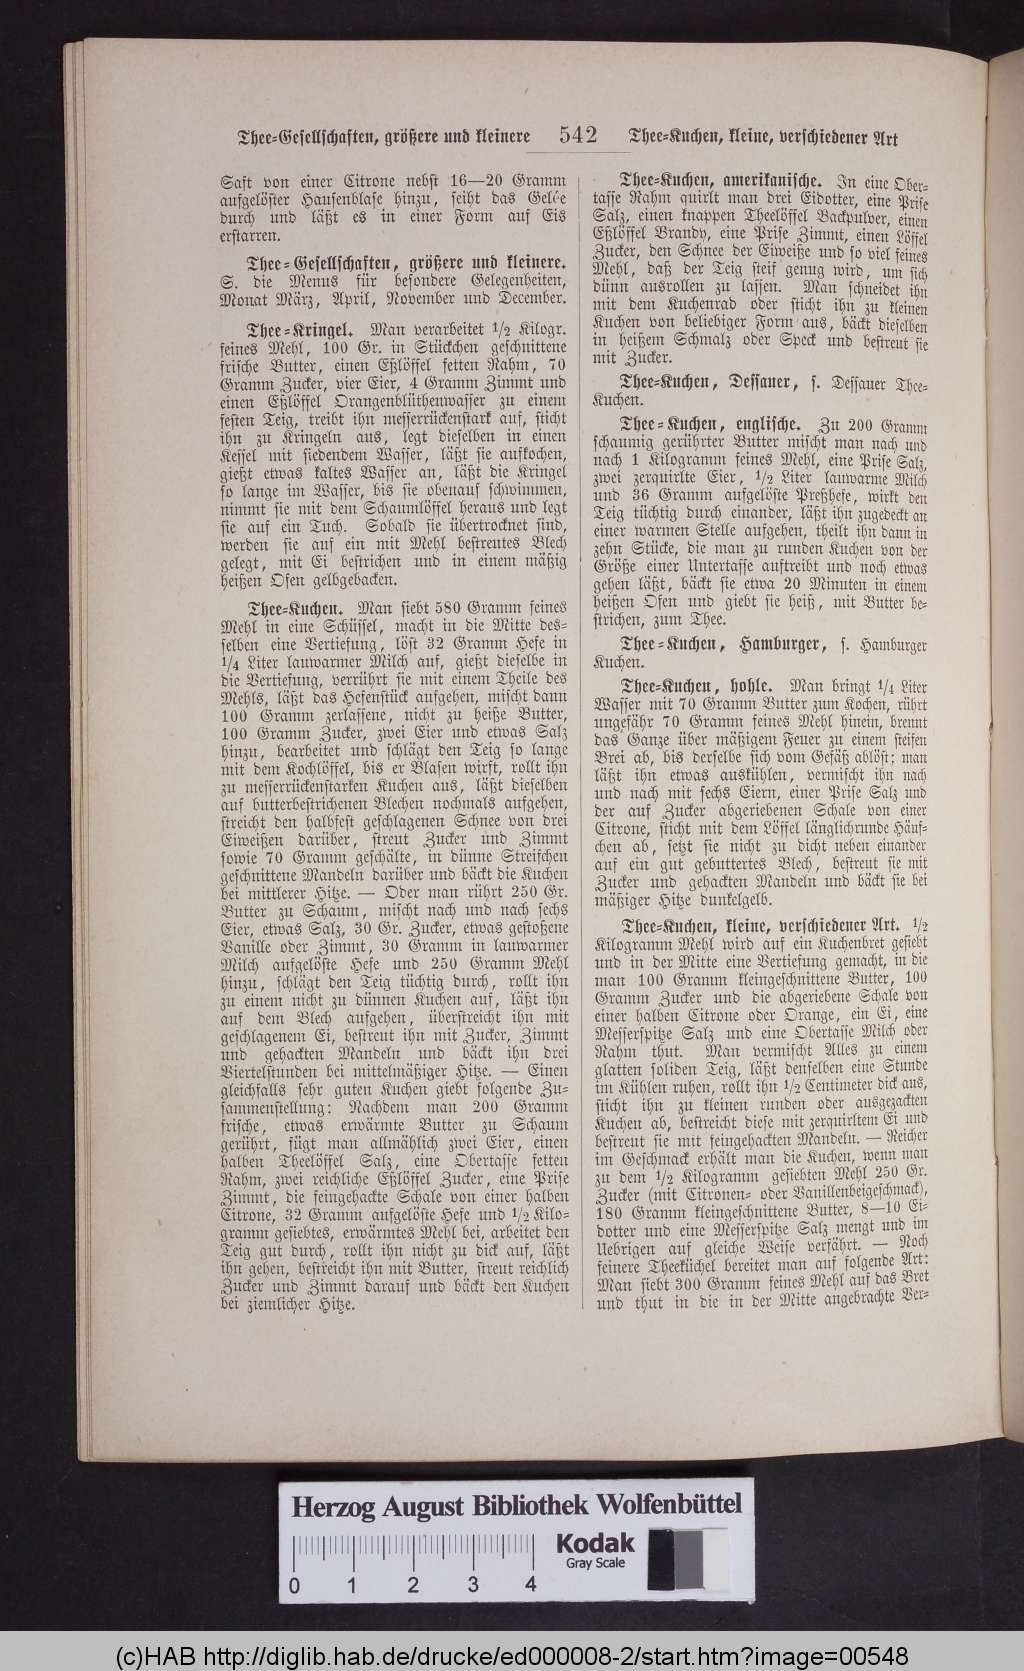 Thee-Gesellschaften, größere und kleinere 542 Thee-Kuchen, kleine, verschiedener Art
Saft von einer Citrone nebst 16—20 Gramm
aufgelöster Hausenblase hinzu, seiht das Gelée
durch und läßt es in einer Form auf Eis
erstarren.
Thee-Gesellschaften, größere und kleinere.
S. die Menus für besondere Gelegenheiten,
Monat März, April, November und December.
Thee-Kringel. Man verarbeitet 1/2 Kilogr.
feines Mehl, 100 Gr. in Stückchen geschnittene
frische Butter, einen Eßlöffel fetten Rahm, 70
Gramm Zucker, vier Eier, 4 Gramm Zimmt und
einen Eßlöffel Orangenblüthenwasser zu einem
festen Teig, treibt ihn messerrückenstark auf, sticht
ihn zu Kringeln aus, legt dieselben in einen
Kessel mit siedendem Wasser, läßt sie aufkochen,
gießt etwas kaltes Wasser an, läßt die Kringel
so lange im Wasser, bis sie obenauf schwimmen,
nimmt sie mit dem Schaumlöffel heraus und legt
sie auf ein Tuch. Sobald sie übertrocknet sind,
werden sie auf ein mit Mehl bestreutes Blech
gelegt, mit Ei bestrichen und in einem mäßig
heißen Ofen gelbgebacken.
Thee-Kuchen. Man siebt 580 Gramm feines
Mehl in eine Schüssel, macht in die Mitte des-
selben eine Vertiefung, löst 32 Gramm Hefe in
1/4 Liter lauwarmer Milch auf, gießt dieselbe in
die Vertiefung, verrührt sie mit einem Theile des
Mehls, läßt das Hefenstück aufgehen, mischt dann
100 Gramm zerlassene, nicht zu heiße Butter,
100 Gramm Zucker, zwei Eier und etwas Salz
hinzu, bearbeitet und schlägt den Teig so lange
mit dem Kochlöffel, bis er Blasen wirft, rollt ihn
zu messerrückenstarken Kuchen aus, läßt dieselben
auf butterbestrichenen Blechen nochmals aufgehen,
streicht den halbfest geschlagenen Schnee von drei
Eiweißen darüber, streut Zucker und Zimmt
sowie 70 Gramm geschälte, in dünne Streifchen
geschnittene Mandeln darüber und bäckt die Kuchen
bei mittlerer Hitze. — Oder man rührt 250 Gr.
Butter zu Schaum, mischt nach und nach sechs
Eier, etwas Salz, 30 Gr. Zucker, etwas gestoßene
Vanille oder Zimmt, 30 Gramm in lauwarmer
Milch aufgelöste Hefe und 250 Gramm Mehl
hinzu, schlägt den Teig tüchtig durch, rollt ihn
zu einem nicht zu dünnen Kuchen auf, läßt ihn
auf dem Blech aufgehen, überstreicht ihn mit
geschlagenem Ei, bestreut ihn mit Zucker, Zimmt
und gehackten Mandeln und bäckt ihn drei
Viertelstunden bei mittelmäßiger Hitze. — Einen
gleichfalls sehr guten Kuchen giebt folgende Zu-
sammenstellung: Nachdem man 200 Gramm
frische, etwas erwärmte Butter zu Schaum
gerührt, fügt man allmählich zwei Eier, einen
halben Theelöffel Salz, eine Obertasse fetten
Rahm, zwei reichliche Eßlöffel Zucker, eine Prise
Zimmt, die feingehackte Schale von einer halben
Citrone, 32 Gramm aufgelöste Hefe und 1/2 Kilo-
gramm gesiebtes, erwärmtes Mehl bei, arbeitet den
Teig gut durch, rollt ihn nicht zu dick auf, läßt
ihn gehen, bestreicht ihn mit Butter, streut reichlich
Zucker und Zimmt darauf und bäckt den Kuchen
bei ziemlicher Hitze.
Thee-Kuchen, amerikanische. In eine Ober-
tasse Rahm quirlt man drei Eidotter, eine Prise
Salz, einen knappen Theelöffel Backpulver, einen
Eßlöffel Brandy, eine Prise Zimmt, einen Löffel
Zucker, den Schnee der Eiweiße und so viel feines
Mehl, daß der Teig steif genug wird, um sich
dünn ausrollen zu lassen. Man schneidet ihn
mit dem Kuchenrad oder sticht ihn zu kleinen
Kuchen von beliebiger Form aus, bäckt dieselben
in heißem Schmalz oder Speck und bestreut sie
mit Zucker.
Thee-Kuchen, Dessauer, s. Dessauer Thee-
Kuchen.
Thee-Kuchen, englische. Zu 200 Gramm
schaumig gerührter Butter mischt man nach und
nach 1 Kilogramm feines Mehl, eine Prise Salz,
zwei zerquirlte Eier, 1/2 Liter lauwarme Milch
und 36 Gramm aufgelöste Preßhefe, wirkt den
Teig tüchtig durch einander, läßt ihn zugedeckt an
einer warmen Stelle aufgehen, theilt ihn dann in
zehn Stücke, die man zu runden Kuchen von der
Größe einer Untertasse auftreibt und noch etwas
gehen läßt, bäckt sie etwa 20 Minuten in einem
heißen Ofen und giebt sie heiß, mit Butter be-
strichen, zum Thee.
Thee-Kuchen, Hamburger, s. Hamburger
Kuchen.
Thee-Kuchen, hohle. Man bringt 1/4 Liter
Wasser mit 70 Gramm Butter zum Kochen, rührt
ungefähr 70 Gramm feines Mehl hinein, brennt
das Ganze über mäßigem Feuer zu einem steifen
Brei ab, bis derselbe sich vom Gefäß ablöst; man
läßt ihn etwas auskühlen, vermischt ihn nach
und nach mit sechs Eiern, einer Prise Salz und
der auf Zucker abgeriebenen Schale von einer
Citrone, sticht mit dem Löffel länglichrunde Häuf-
chen ab, setzt sie nicht zu dicht neben einander
auf ein gut gebuttertes Blech, bestreut sie mit
Zucker und gehackten Mandeln und bäckt sie bei
mäßiger Hitze dunkelgelb.
Thee-Kuchen, kleine, verschiedener Art. 1/2
Kilogramm Mehl wird auf ein Kuchenbret gesiebt
und in der Mitte eine Vertiefung gemacht, in die
man 100 Gramm kleingeschnittene Butter, 100
Gramm Zucker und die abgeriebene Schale von
einer halben Citrone oder Orange, ein Ei, eine
Messerspitze Salz und eine Obertasse Milch oder
Rahm thut. Man vermischt Alles zu einem
glatten soliden Teig, läßt denselben eine Stunde
im Kühlen ruhen, rollt ihn 1/2 Centimeter dick aus,
sticht ihn zu kleinen runden oder ausgezackten
Kuchen ab, bestreicht diese mit zerquirltem Ei und
bestreut sie mit feingehackten Mandeln. — Reicher
im Geschmack erhält man die Kuchen, wenn man
zu dem 1/2 Kilogramm gesiebten Mehl 250 Gr.
Zucker (mit Citronen- oder Vanillenbeigeschmack),
180 Gramm kleingeschnittene Butter, 8—10 Ei-
dotter und eine Messerspitze Salz mengt und im
Uebrigen auf gleiche Weise verfährt. — Noch
feinere Theeküchel bereitet man auf folgende Art:
Man siebt 300 Gramm feines Mehl auf das Bret
und thut in die in der Mitte angebrachte Ver-
Herzog August Bibliothek Wolfenbüttel
0 1 2 3 4
Kodak
Gray Scale
(c)HAB http://diglib.hab.de/drucke/ed000008-2/start.htm?image=00548